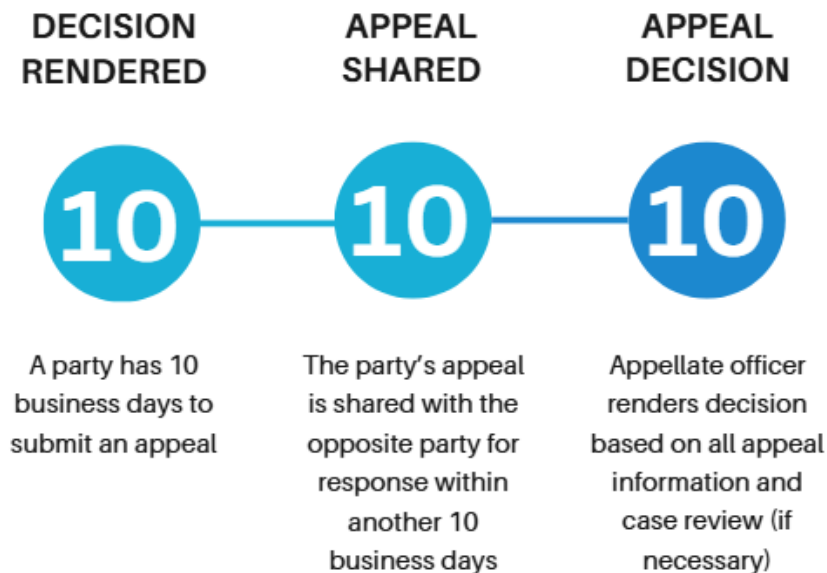 DECISION
RENDERED
10
A party has 10
business days to
submit an appeal
APPEAL
SHARED
10
The party's appeal
is shared with the
opposite party for
response within
another 10
business days
APPEAL
DECISION
10
Appellate officer
renders decision
based on all appeal
information and
case review (if
necessary)